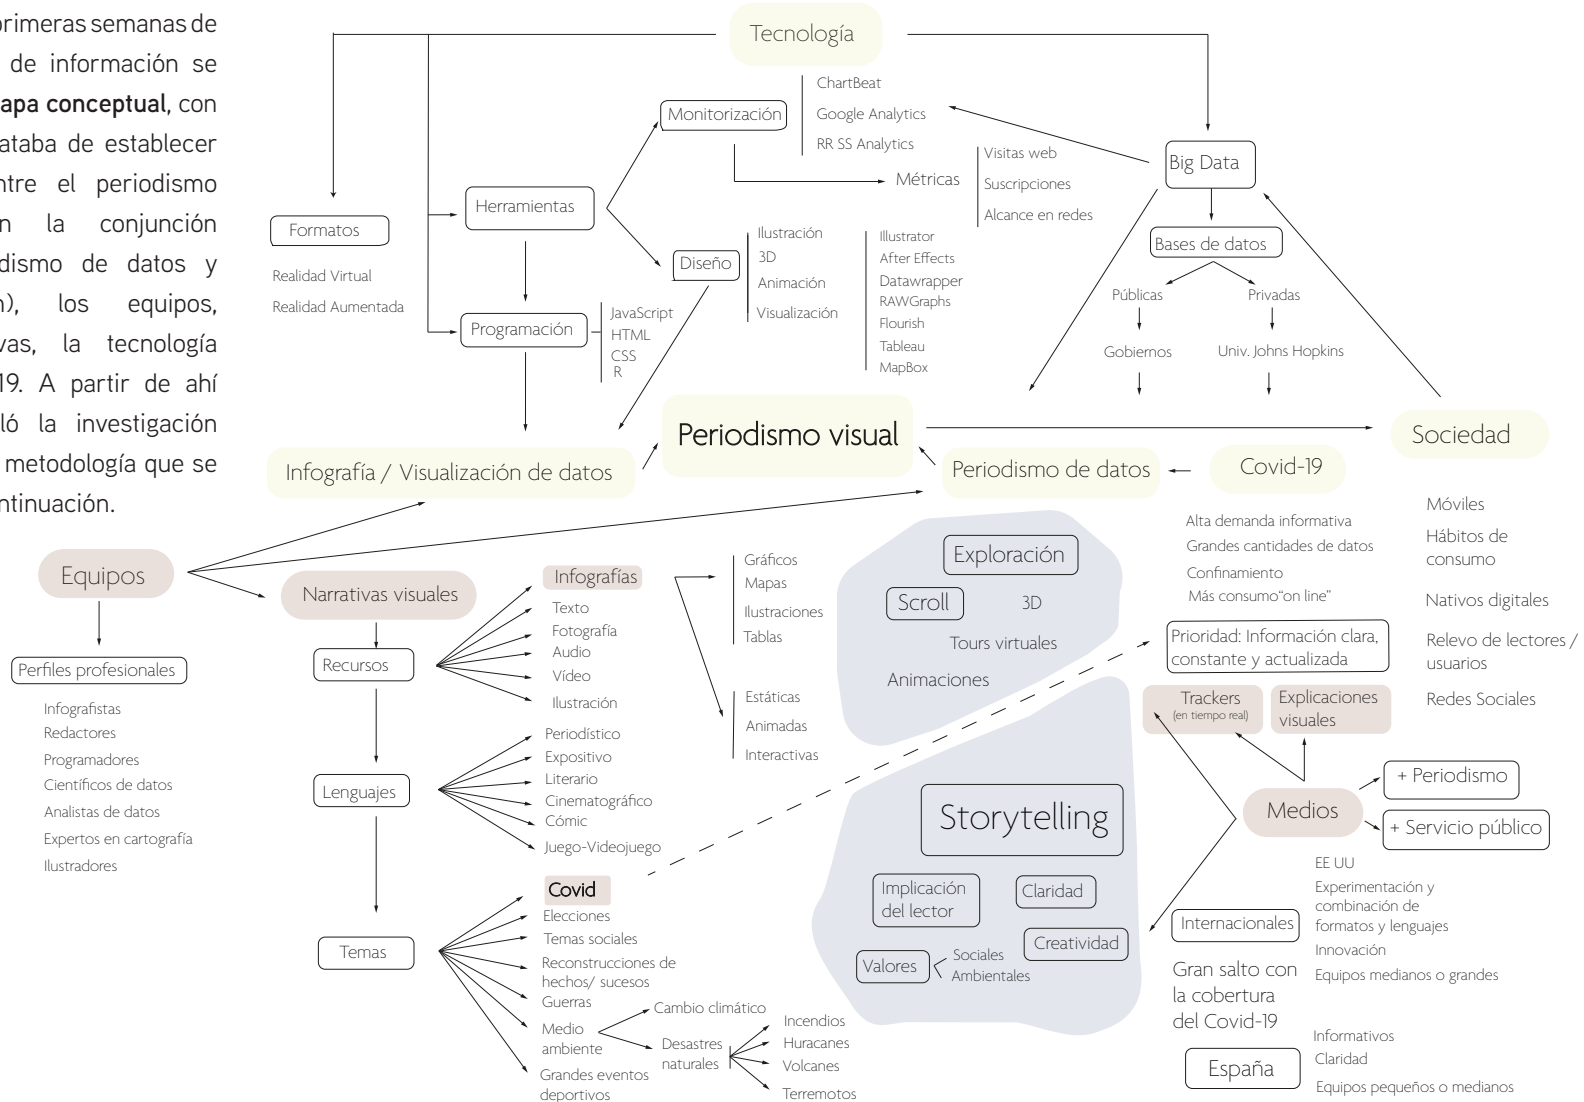 primeras semanas de
de información se
apa conceptual, con
ataba de establecer
ntre el periodismo
n la conjunción
dismo de datos y
n), los equipos,
vas, la tecnología
19. A partir de ahí
ló la investigación
metodología que se
ntinuación.
Tecnología
Monitorización
ChartBeat
Google Analytics
RR SS Analytics
Métricas
Visitas web
Suscripciones
Alcance en redes
Big Data
Bases de datos
Públicas
Privadas
Gobiernos
Univ. Johns Hopkins
Formatos
Realidad Virtual
Realidad Aumentada
Herramientas
Diseño
Ilustración
3D
Animación
Visualización
Illustrator
After Effects
Datawrapper
RAWGraphs
Flourish
Tableau
MapBox
Programación
JavaScript
HTML
CSS
R
Periodismo visual
Infografía / Visualización de datos
Periodismo de datos
Covid-19
Sociedad
Alta demanda informativa
Grandes cantidades de datos
Confinamiento
Más consumo“on line”
Móviles
Hábitos de
consumo
Nativos digitales
Relevo de lectores /
usuarios
Redes Sociales
Equipos
Perfiles profesionales
Infografistas
Redactores
Programadores
Científicos de datos
Analistas de datos
Expertos en cartografía
Ilustradores
Narrativas visuales
Recursos
Infografías
Texto
Fotografía
Audio
Vídeo
Ilustración
Gráficos
Mapas
Ilustraciones
Tablas
Estáticas
Animadas
Interactivas
Lenguajes
Periodístico
Expositivo
Literario
Cinematográfico
Cómic
Juego-Videojuego
Temas
Covid
Elecciones
Temas sociales
Reconstrucciones de
hechos/ sucesos
Guerras
Medio
ambiente
Grandes eventos
deportivos
Cambio climático
Desastres
naturales
Incendios
Huracanes
Volcanes
Terremotos
Exploración
Scroll
3D
Tours virtuales
Animaciones
Storytelling
Implicación
del lector
Claridad
Creatividad
Valores
Sociales
Ambientales
Prioridad: Información clara,
constante y actualizada
Trackers
(en tiempo real)
Explicaciones
visuales
Medios
+ Periodismo
+ Servicio público
Internacionales
EE UU
Experimentación y
combinación de
formatos y lenguajes
Innovación
Equipos medianos o grandes
Gran salto con
la cobertura
del Covid-19
España
Informativos
Claridad
Equipos pequeños o medianos